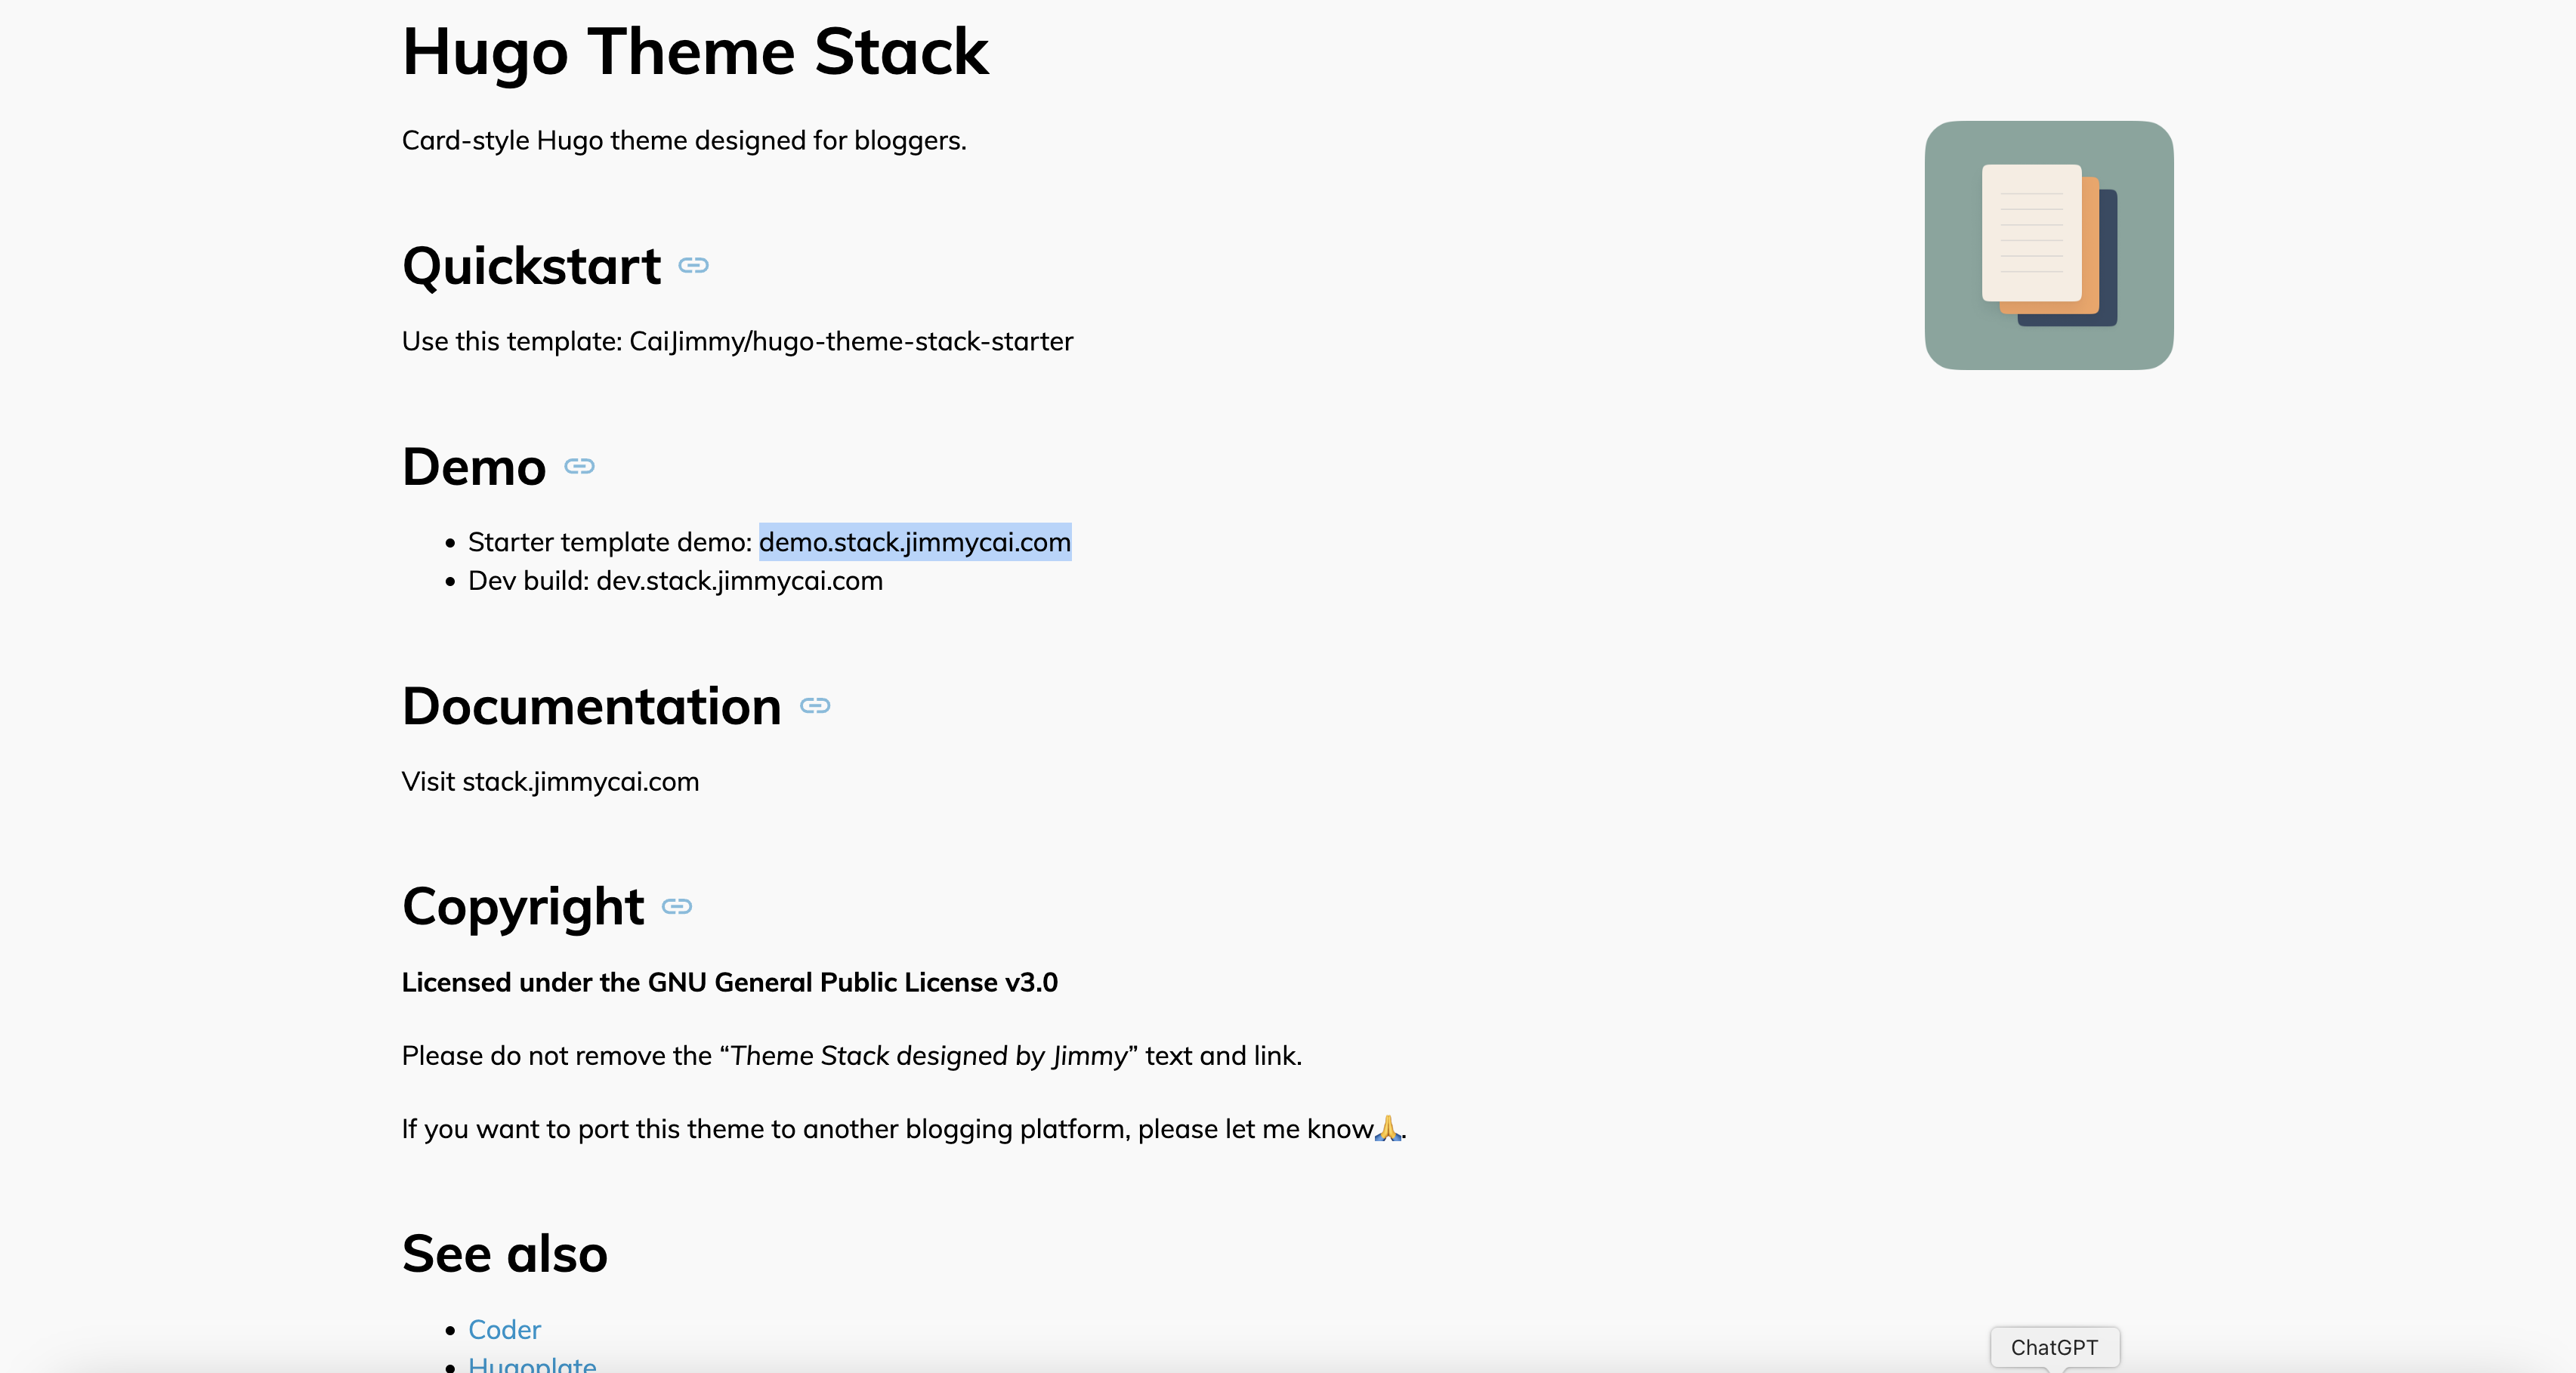 Hugo Theme Stack
Card-style Hugo theme designed for bloggers.
Quickstart
Use this template: CaiJimmy/hugo-theme-stack-starter
Demo
• Starter template demo: demo.stack.jimmycai.com
• Dev build: dev.stack.jimmycai.com
Documentation
Visit stack.jimmycai.com
Copyright
Licensed under the GNU General Public License v3.0
Please do not remove the “Theme Stack designed by Jimmy” text and link.
If you want to port this theme to another blogging platform, please let me know🙏.
See also
• Coder
• Hugoplate
ChatGPT